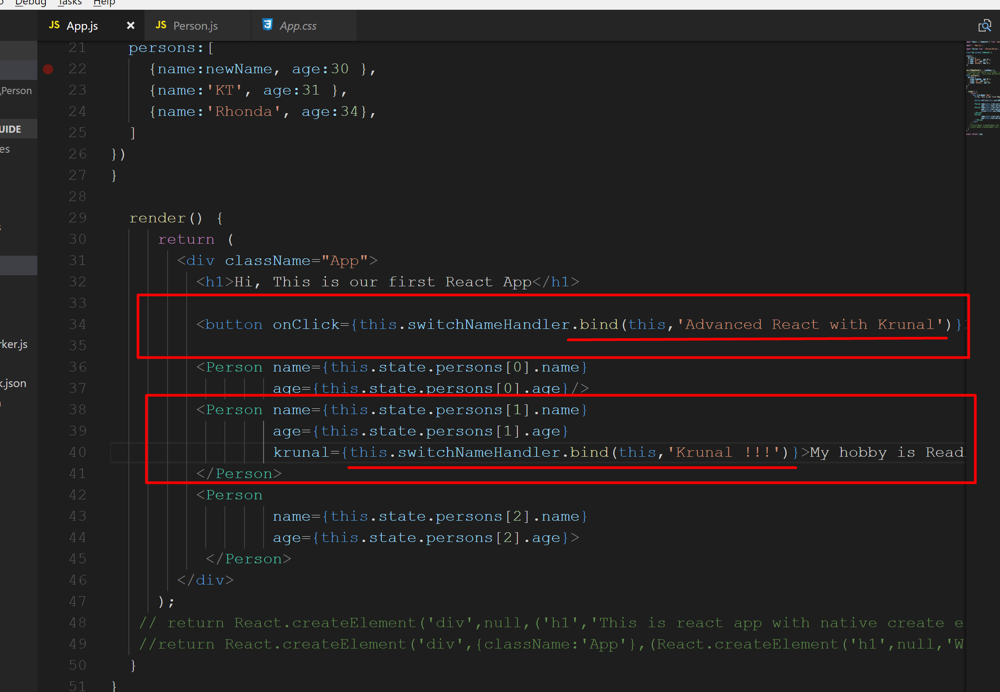 Debug Tasks Help
JS App.js × JS Person.js App.css
21 persons:[
22 {name:newName, age:30 },
\Person
23 {name:'KT', age:31 },
24 {name:'Rhonda', age:34},
UIDE
25 ]
es
26 })
27 }
28
29 render() {
30 return (
31 <div className="App">
32 <h1>Hi, This is our first React App</h1>
33
34 <button onClick={this.switchNameHandler.bind(this,'Advanced React with Krunal')}>
rker.js
35
36 <Person name={this.state.persons[0].name}
k.json
37 age={this.state.persons[0].age}/>
38 <Person name={this.state.persons[1].name}
39 age={this.state.persons[1].age}
40 krunal={this.switchNameHandler.bind(this,'Krunal !!!')}>My hobby is Readi
41 </Person>
42 <Person
43 name={this.state.persons[2].name}
44 age={this.state.persons[2].age}>
45 </Person>
46 </div>
47 );
48 // return React.createElement('div',null,('h1','This is react app with native create e
49 //return React.createElement('div',{className:'App'},(React.createElement('h1',null,'W
50 }
51 }